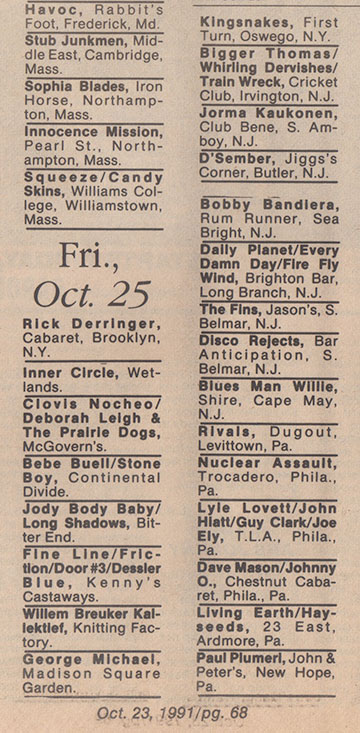 Havoc, Rabbit's
Foot, Frederick, Md.
Stub Junkmen, Mid-
dle East, Cambridge,
Mass.
Sophia Blades, Iron
Horse, Northamp-
ton, Mass.
Innocence Mission,
Pearl St., North-
ampton, Mass.
Squeeze/Candy
Skins, Williams Col-
lege, Williamstown,
Mass.
Fri.,
Oct. 25
Rick Derringer,
Cabaret, Brooklyn,
N.Y.
Inner Circle, Wet-
lands.
Clovis Nocheo/
Deborah Leigh &
The Prairie Dogs,
McGovern's.
Bebe Buell/Stone
Boy, Continental
Divide.
Jody Body Baby/
Long Shadows, Bit-
ter End.
Fine Line/Fric-
tion/Door #3/Dessler
Blue, Kenny's
Castaways.
Willem Breuker Kal-
lektief, Knitting Fac-
tory.
George Michael,
Madison Square
Garden.
Kingsnakes, First
Turn, Oswego, N.Y.
Bigger Thomas/
Whirling Dervishes/
Train Wreck, Cricket
Club, Irvington, N.J.
Jorma Kaukonen,
Club Bene, S. Am-
boy, N.J.
D'Sember, Jiggs's
Corner, Butler, N.J.
Bobby Bandiera,
Rum Runner, Sea
Bright, N.J.
Daily Planet/Every
Damn Day/Fire Fly
Wind, Brighton Bar,
Long Branch, N.J.
The Fins, Jason's, S.
Belmar, N.J.
Disco Rejects, Bar
Anticipation, S.
Belmar, N.J.
Blues Man Willie,
Shire, Cape May,
N.J.
Rivals, Dugout,
Levittown, Pa.
Nuclear Assault,
Trocadero, Phila.,
Pa.
Lyle Lovett/John
Hiatt/Guy Clark/Joe
Ely, T.L.A., Phila.,
Pa.
Dave Mason/Johnny
O., Chestnut Caba-
ret, Phila., Pa.
Living Earth/Hay-
seeds, 23 East,
Ardmore, Pa.
Paul Plumeri, John &
Peter's, New Hope,
Pa.
Oct. 23, 1991/pg. 68